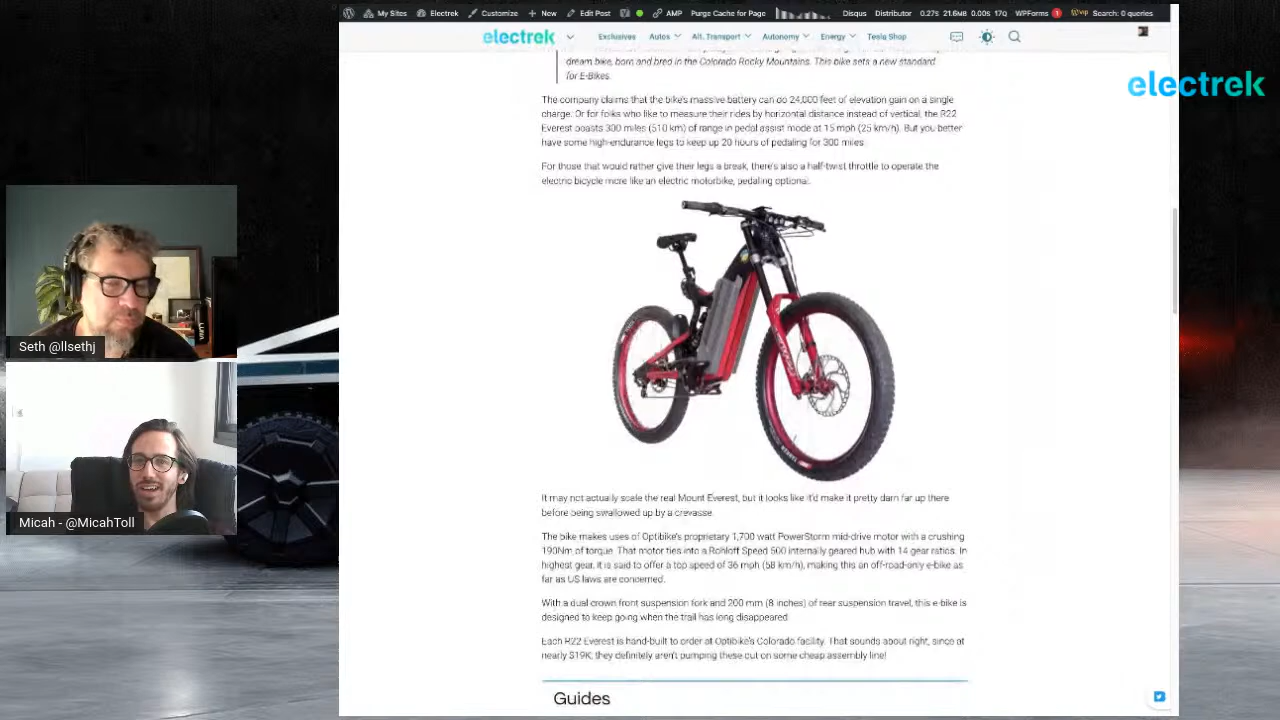 My Sites Electrek Customize New Edit Post AMP Purge Cache for Page Disqus Distributor 0.27s 21.6MB 0.00s 17Q WPForms 1 Search: 0 queries
electrek Exclusives Autos Alt. Transport Autonomy Energy Tesla Shop
dream bike, born and bred in the Colorado Rocky Mountains. This bike sets a new standard
for E-Bikes.
electrek
The company claims that the bike's massive battery can do 24,000 feet of elevation gain on a single
charge. Or for folks who like to measure their rides by horizontal distance instead of vertical, the R22
Everest boasts 300 miles (510 km) of range in pedal assist mode at 15 mph (25 km/h). But you better
have some high-endurance legs to keep up 20 hours of pedaling for 300 miles.
For those that would rather give their legs a break, there's also a half-twist throttle to operate the
electric bicycle more like an electric motorbike, pedaling optional.
Seth @llsethj
Micah - @MicahToll
It may not actually scale the real Mount Everest, but it looks like it'd make it pretty darn far up there
before being swallowed up by a crevasse.
The bike makes uses of Optibike's proprietary 1,700 watt PowerStorm mid-drive motor with a crushing
190Nm of torque. That motor ties into a Rohloff Speed 500 internally geared hub with 14 gear ratios. In
highest gear, it is said to offer a top speed of 36 mph (58 km/h), making this an off-road-only e-bike as
far as US laws are concerned.
With a dual crown front suspension fork and 200 mm (8 inches) of rear suspension travel, this e-bike is
designed to keep going when the trail has long disappeared.
Each R22 Everest is hand-built to order at Optibike's Colorado facility. That sounds about right, since at
nearly $19K, they definitely aren't pumping these out on some cheap assembly line!
Guides